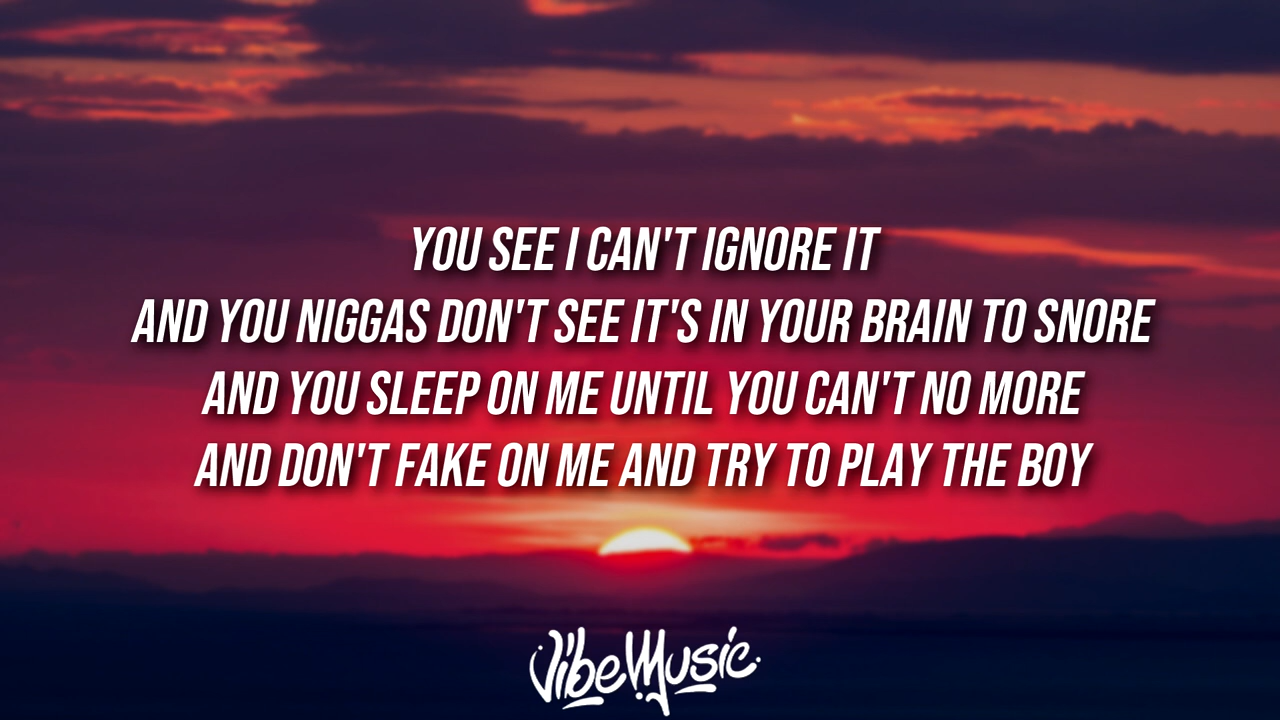 YOU SEE I CAN'T IGNORE IT
AND YOU NIGGAS DON'T SEE IT'S IN YOUR BRAIN TO SNORE
AND YOU SLEEP ON ME UNTIL YOU CAN'T NO MORE
AND DON'T FAKE ON ME AND TRY TO PLAY THE BOY
VibeMusic